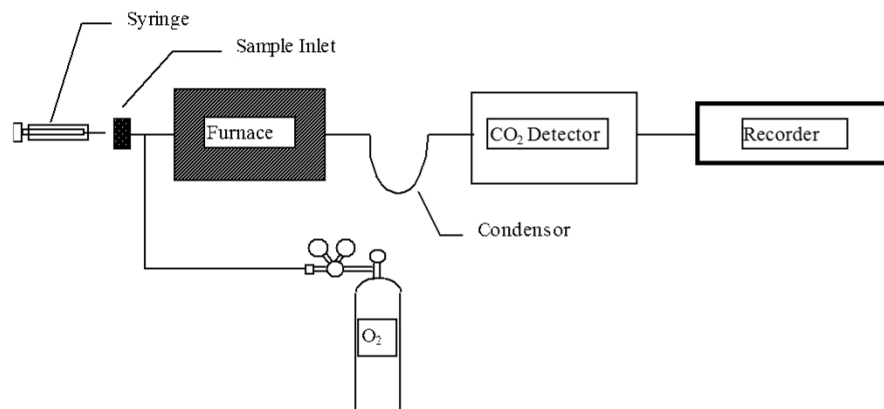 Syringe
Sample Inlet
Furnace
CO₂ Detector
Recorder
Condensor
O₂